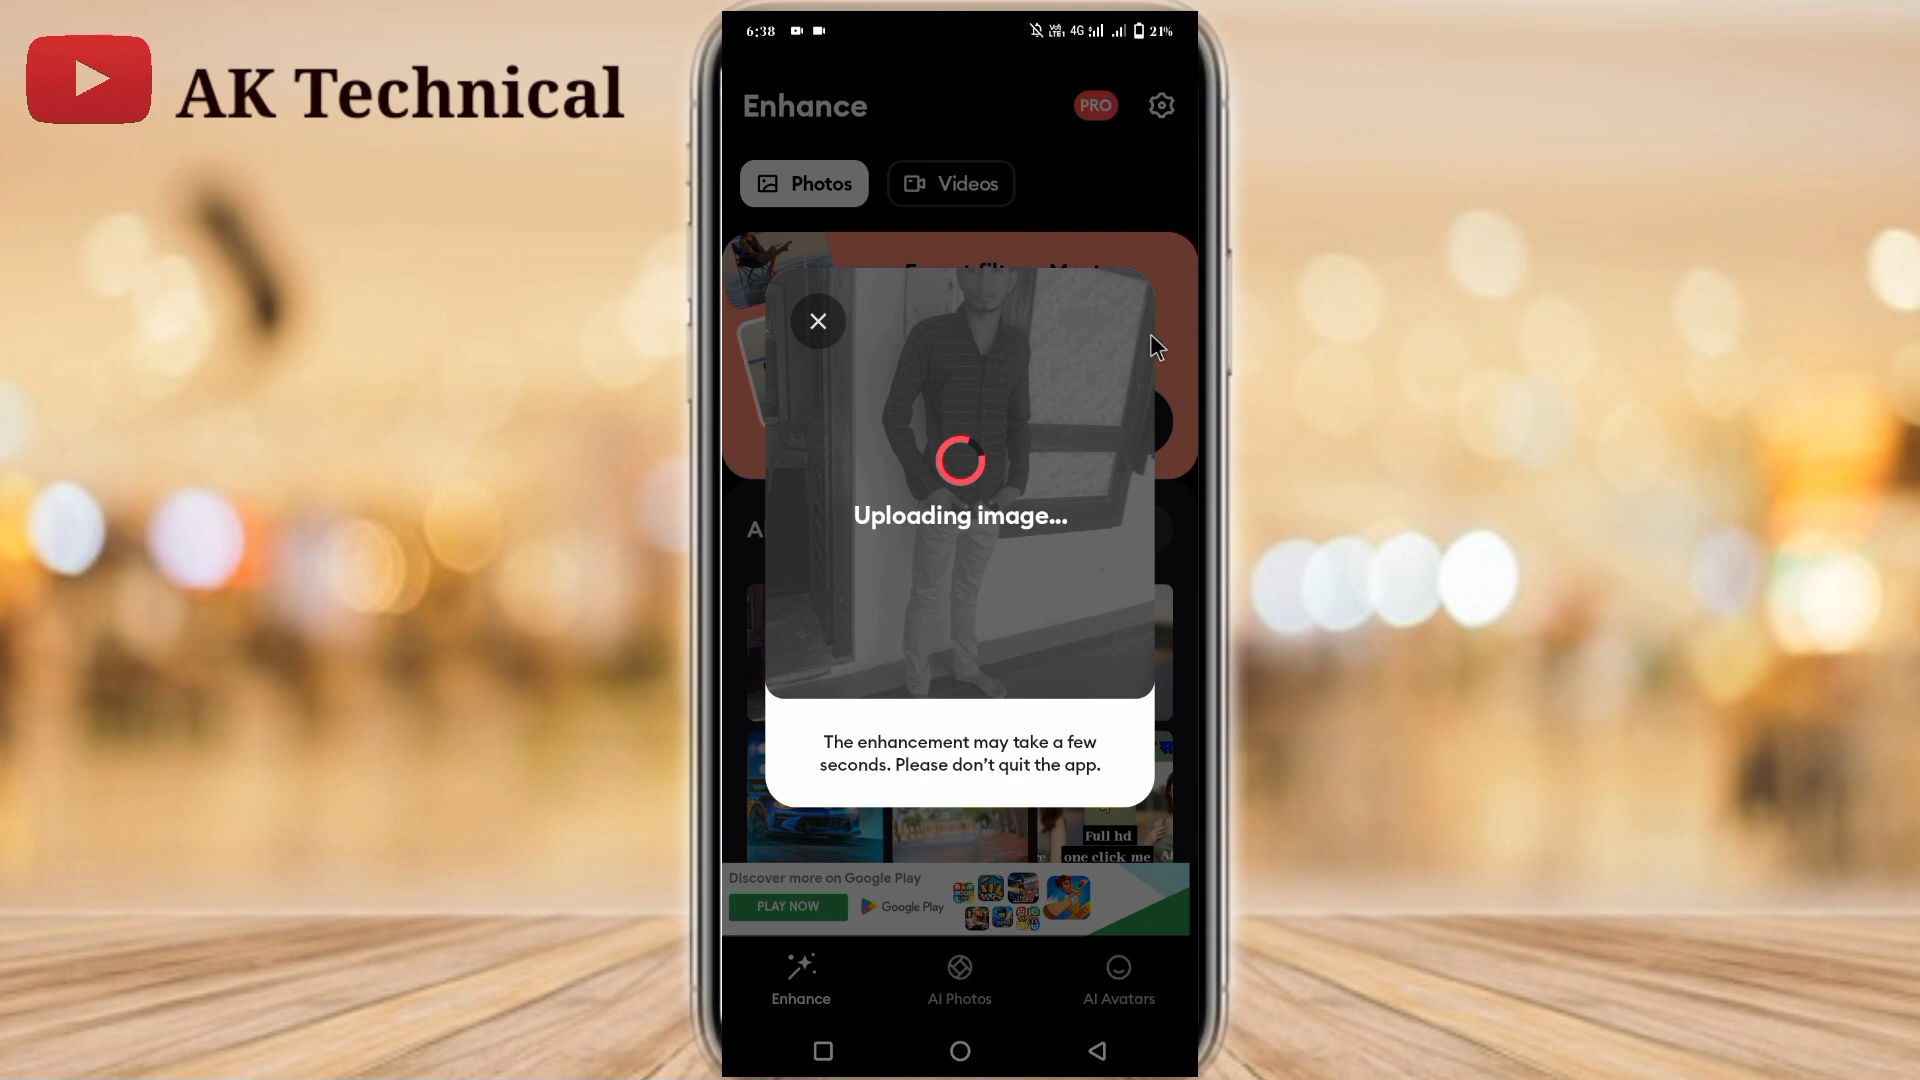 AK Technical
6:38
4G
21%
Enhance
PRO
Photos
Videos
Uploading image...
The enhancement may take a few
seconds. Please don't quit the app.
Full hd
one click me
Discover more on Google Play
PLAY NOW
Google Play
Enhance
AI Photos
AI Avatars